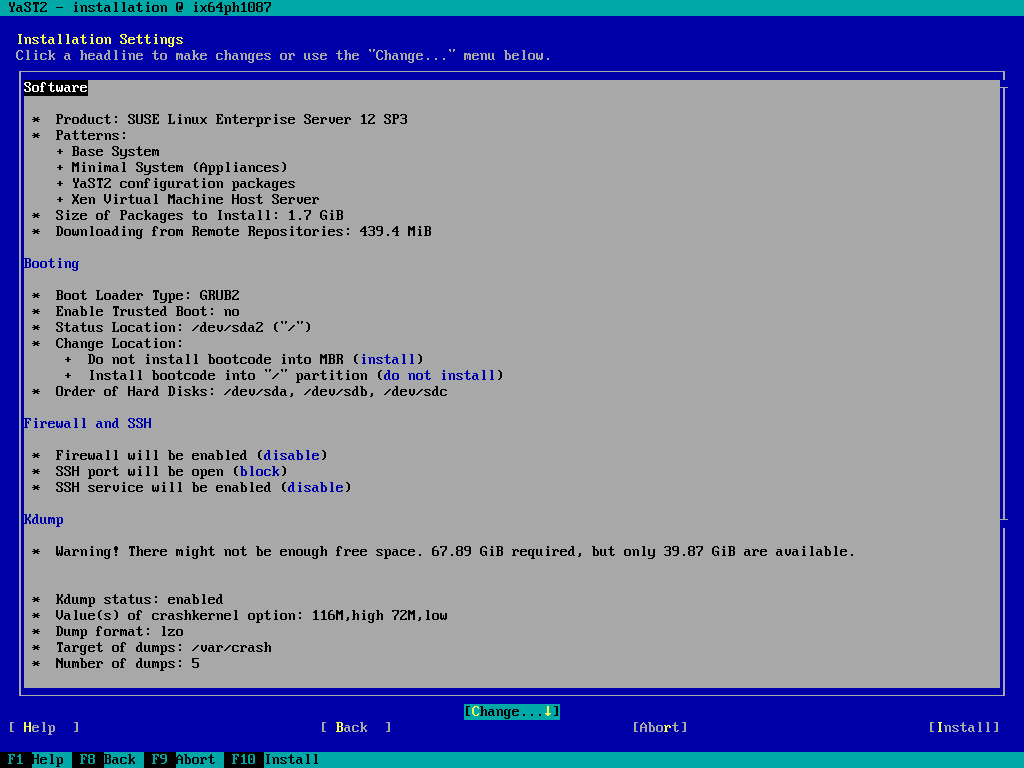 YaST2 - installation @ ix64ph1087
Installation Settings
Click a headline to make changes or use the "Change..." menu below.
Software
* Product: SUSE Linux Enterprise Server 12 SP3
* Patterns:
+ Base System
+ Minimal System (Appliances)
+ YaST2 configuration packages
+ Xen Virtual Machine Host Server
* Size of Packages to Install: 1.7 GiB
* Downloading from Remote Repositories: 439.4 MiB
Booting
* Boot Loader Type: GRUB2
* Enable Trusted Boot: no
* Status Location: /dev/sda2 ("/")
* Change Location:
+ Do not install bootcode into MBR (install)
+ Install bootcode into "/" partition (do not install)
* Order of Hard Disks: /dev/sda, /dev/sdb, /dev/sdc
Firewall and SSH
* Firewall will be enabled (disable)
* SSH port will be open (block)
* SSH service will be enabled (disable)
Kdump
* Warning! There might not be enough free space. 67.89 GiB required, but only 39.87 GiB are available.
* Kdump status: enabled
* Value(s) of crashkernel option: 116M,high 72M,low
* Dump format: lzo
* Target of dumps: /var/crash
* Number of dumps: 5
[Change...↓]
[ Help ] [ Back ] [Abort] [Install]
F1 Help F8 Back F9 Abort F10 Install